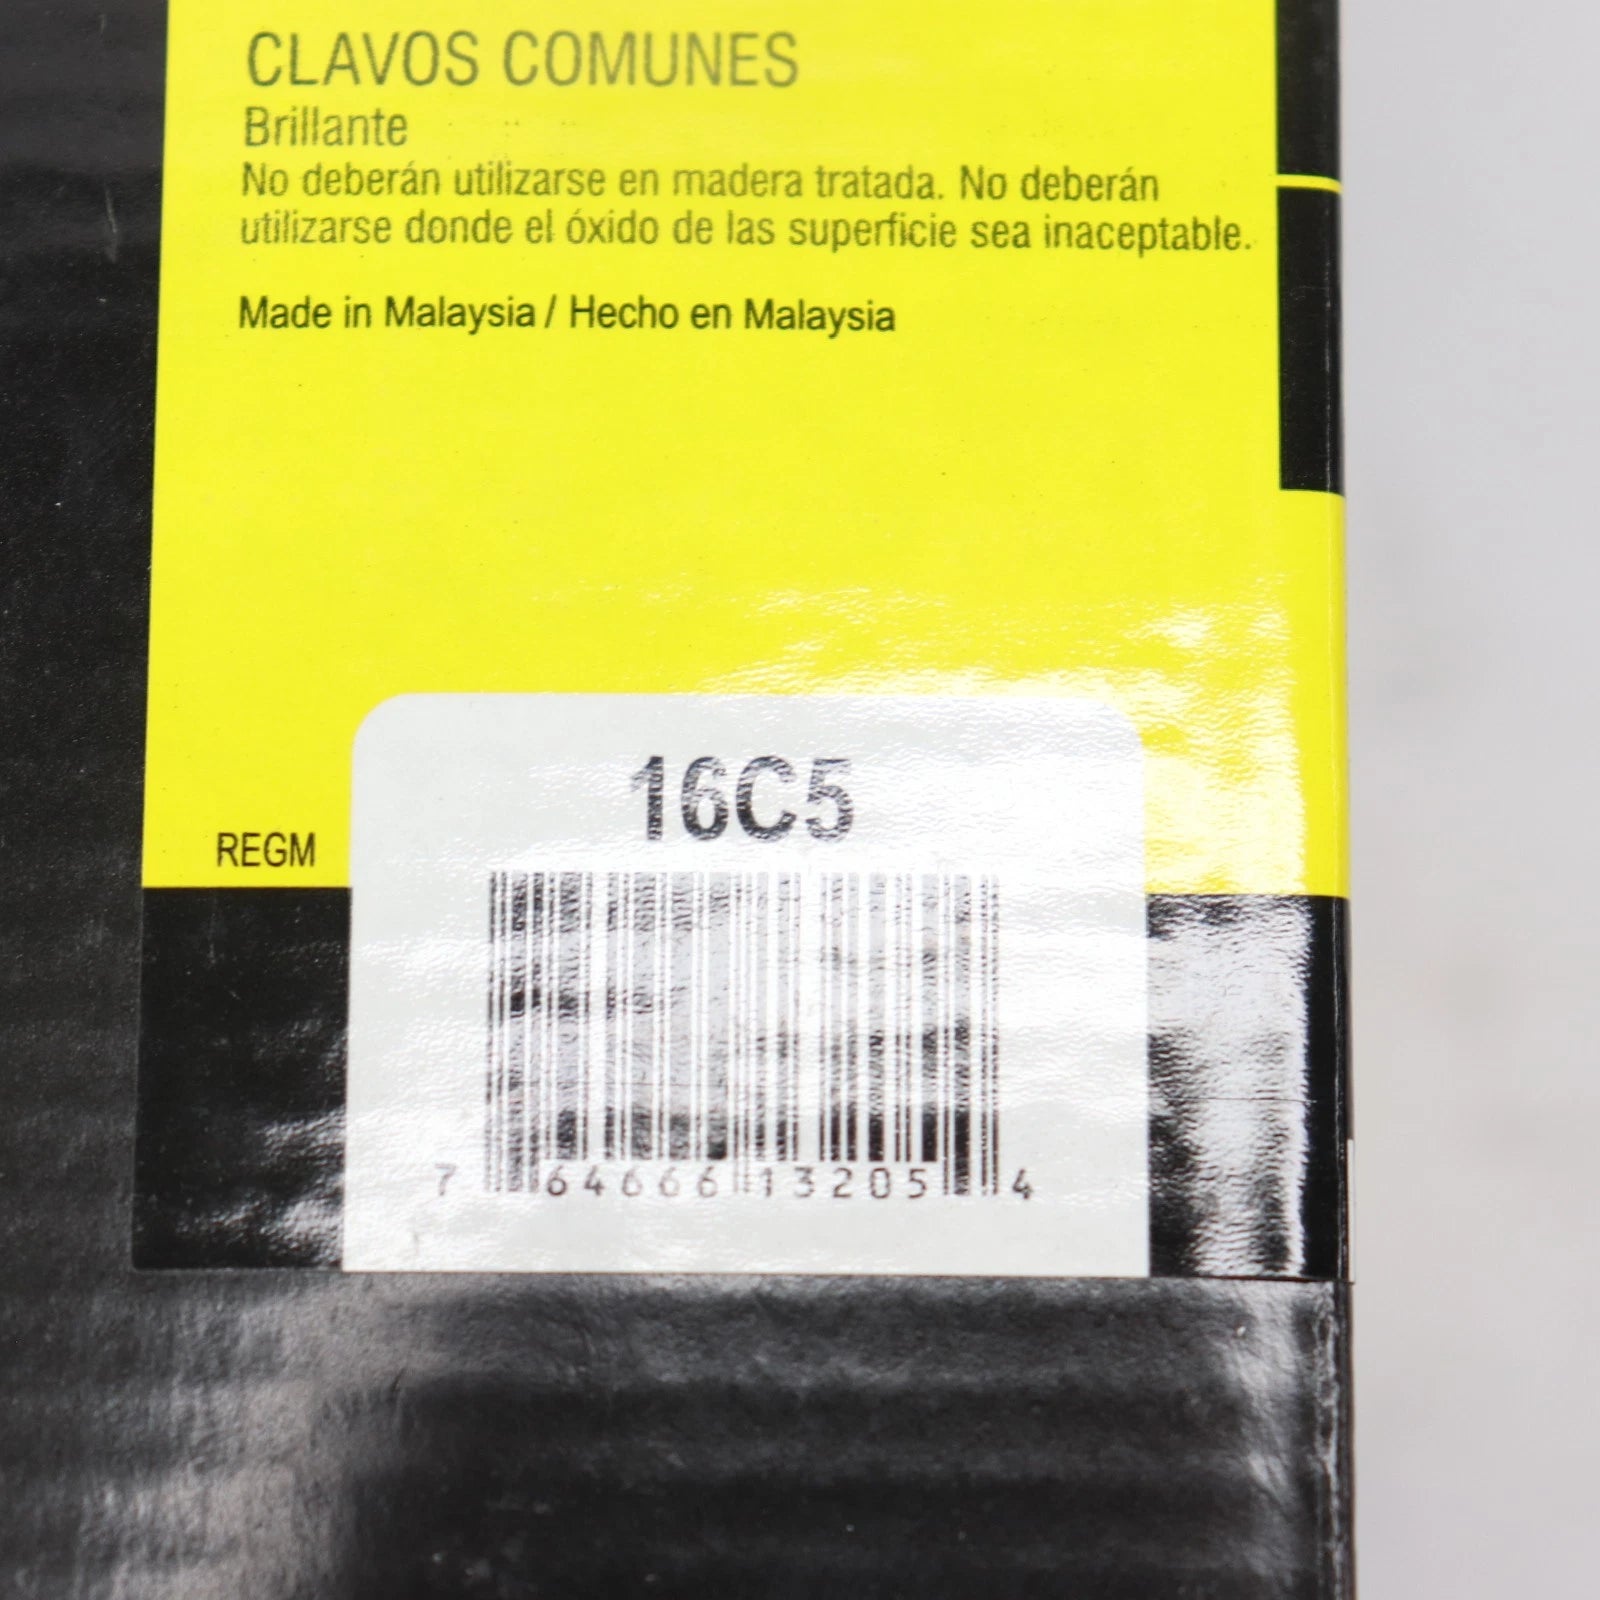 CLAVOS COMUNES
Brillante
No deberán utilizarse en madera tratada. No deberán
utilizarse donde el óxido de las superficie sea inaceptable.
Made in Malaysia / Hecho en Malaysia
16C5
REGM
7 64666 13205 4